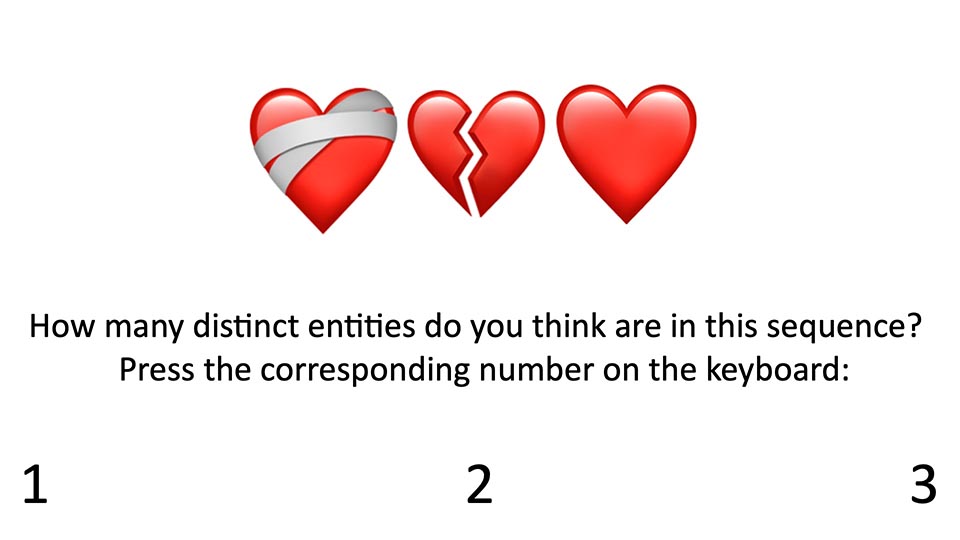 How many distinct entities do you think are in this sequence?
Press the corresponding number on the keyboard:
1 2 3